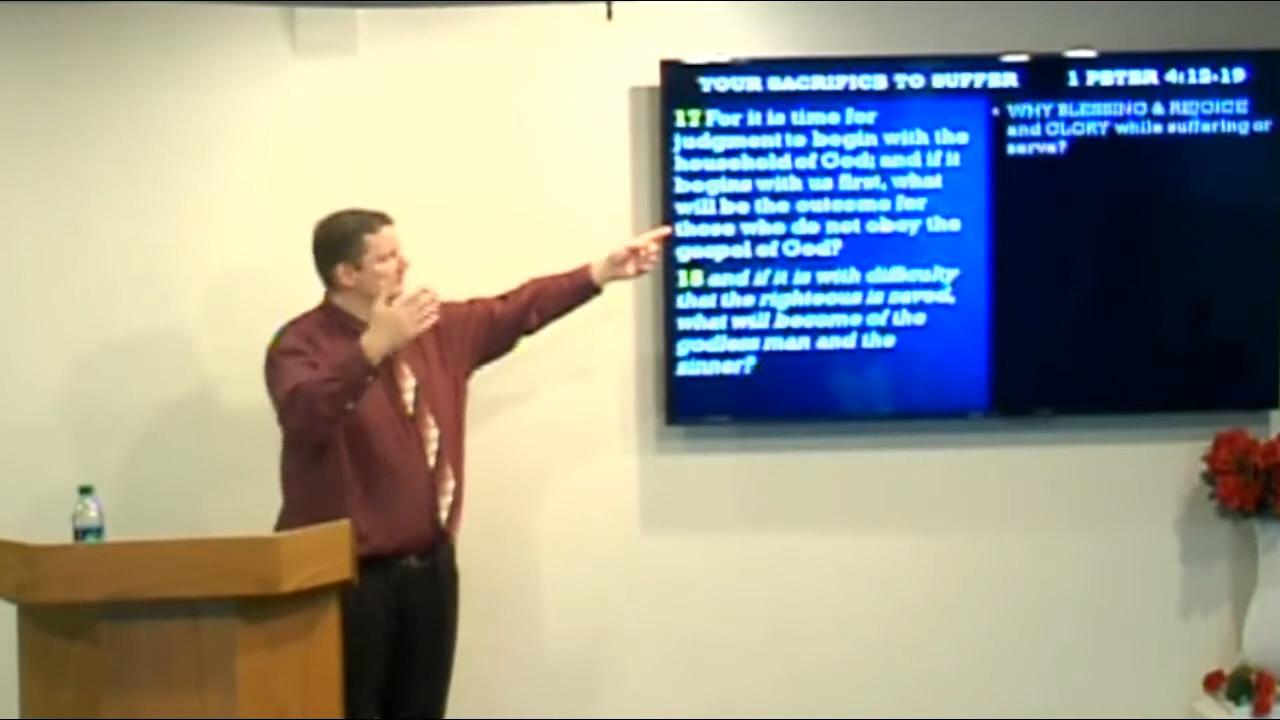 YOUR SACRIFICE TO SUFFER 1 PETER 4:12-19
17 For it is time for
judgment to begin with the
household of God; and if it
begins with us first, what
will be the outcome for
those who do not obey the
gospel of God?
18 and if it is with difficulty
that the righteous is saved,
what will become of the
godless man and the
sinner?
• WHY BLESSING & REJOICE
and GLORY while suffering or
serve?